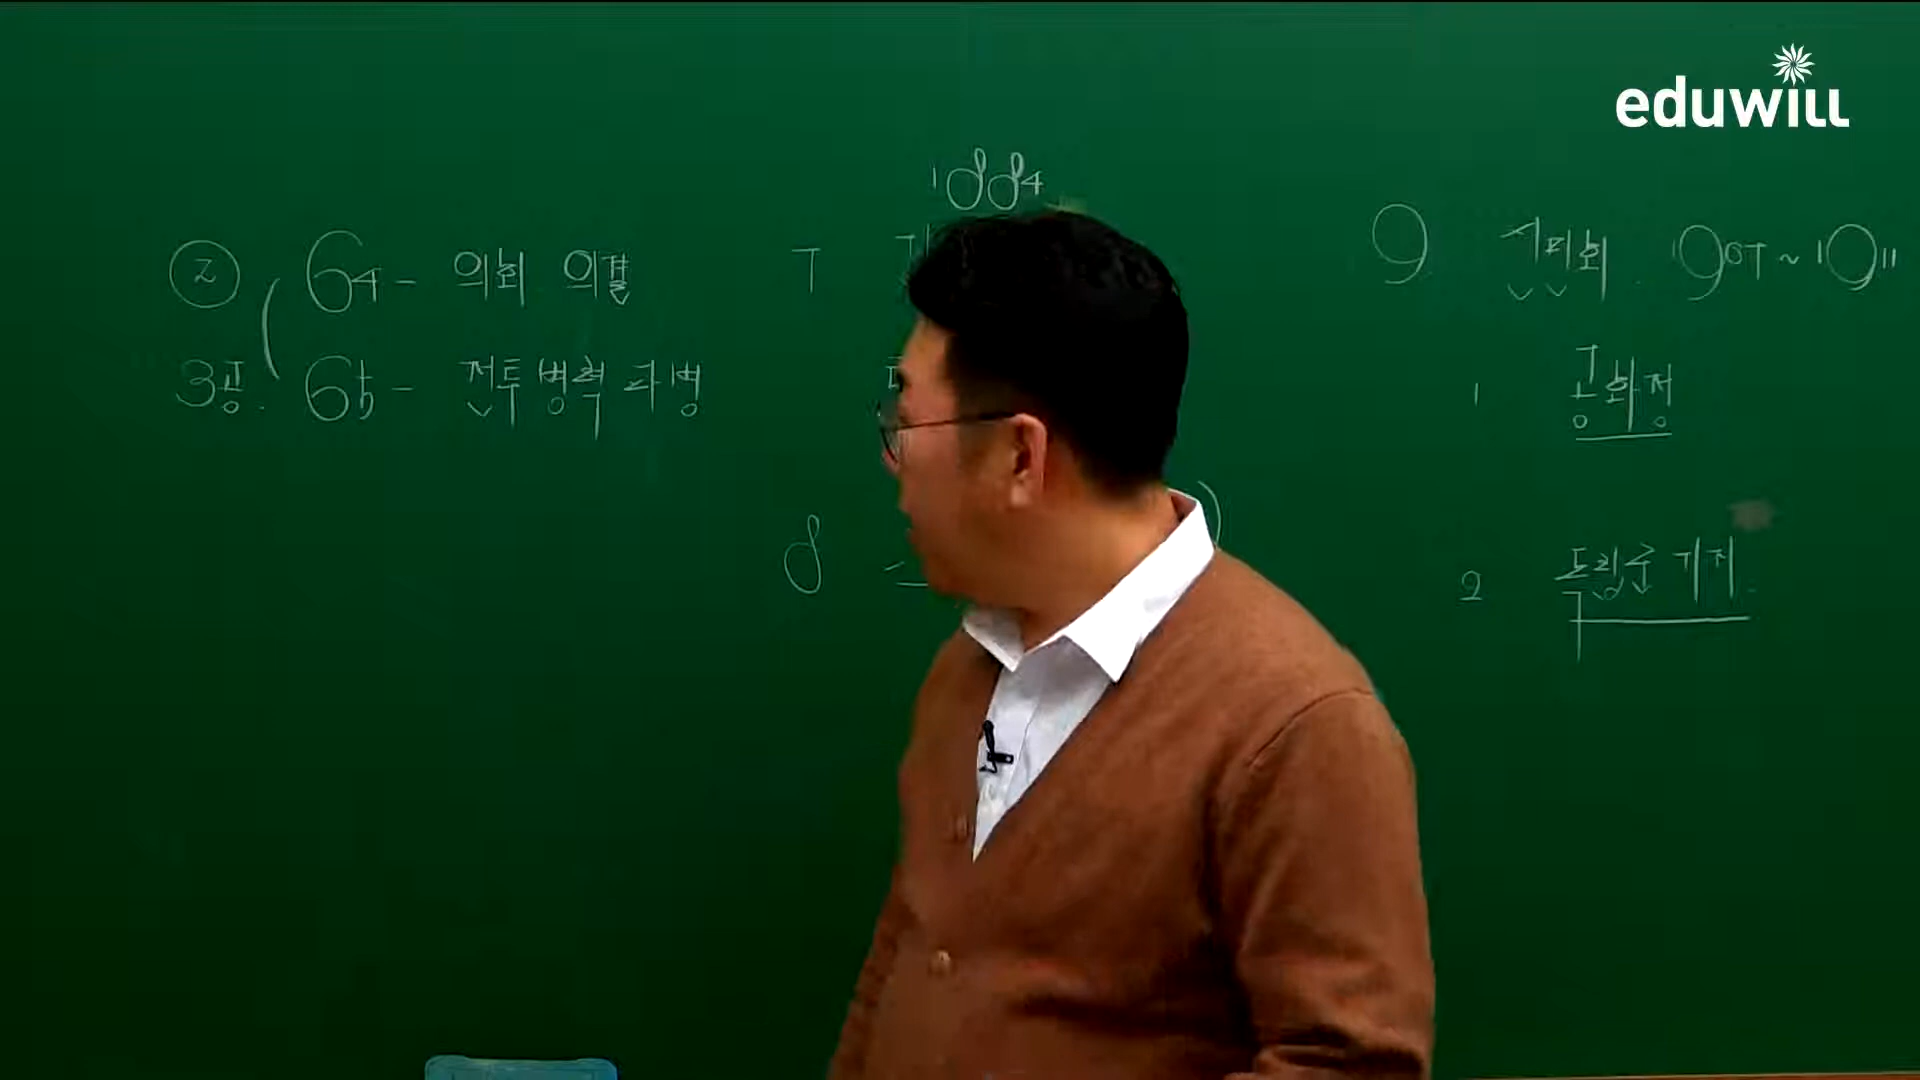 eduwill
1884
② 64 - 의회 의결
3공. 65 - 전투병력 파병
7
8
9 신민회 1907 ~ 1911
1 공화정
2 독립군 기지